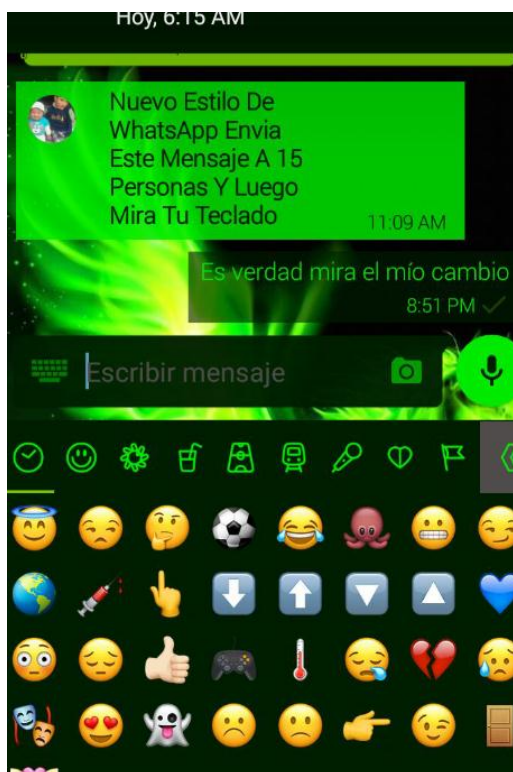 Hoy, 6:15 AM
Nuevo Estilo De
WhatsApp Envia
Este Mensaje A 15
Personas Y Luego
Mira Tu Teclado
11:09 AM
Es verdad mira el mío cambio
8:51 PM
Escribir mensaje